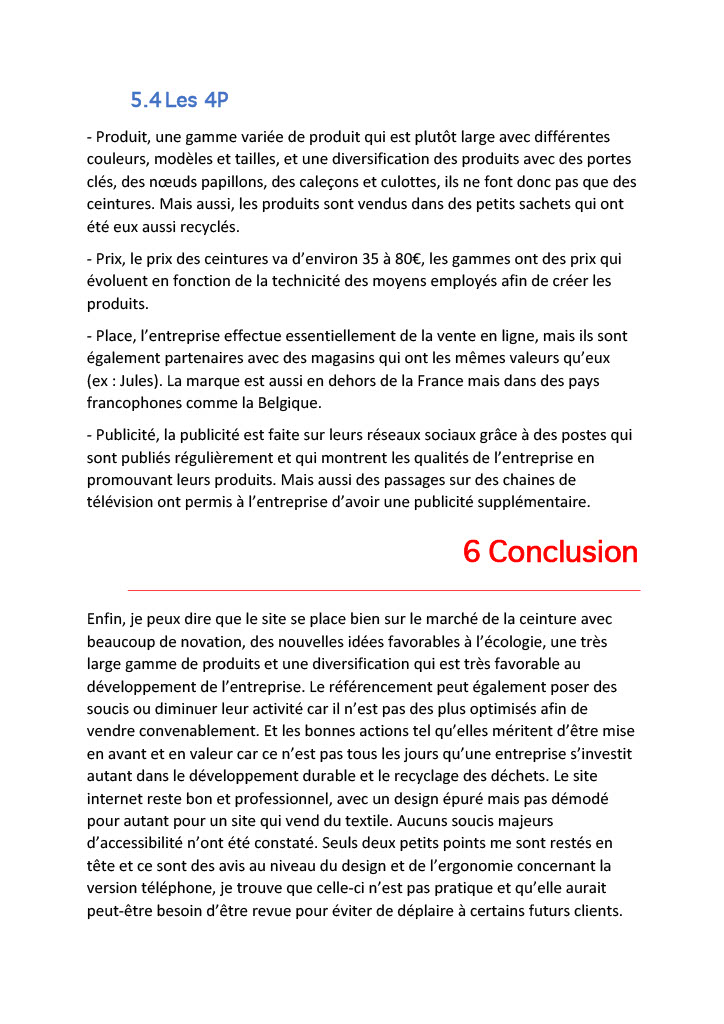 5.4 Les 4P
- Produit, une gamme variée de produit qui est plutôt large avec différentes
couleurs, modèles et tailles, et une diversification des produits avec des portes
clés, des nœuds papillons, des caleçons et culottes, ils ne font donc pas que des
ceintures. Mais aussi, les produits sont vendus dans des petits sachets qui ont
été eux aussi recyclés.
- Prix, le prix des ceintures va d’environ 35 à 80€, les gammes ont des prix qui
évoluent en fonction de la technicité des moyens employés afin de créer les
produits.
- Place, l’entreprise effectue essentiellement de la vente en ligne, mais ils sont
également partenaires avec des magasins qui ont les mêmes valeurs qu’eux
(ex : Jules). La marque est aussi en dehors de la France mais dans des pays
francophones comme la Belgique.
- Publicité, la publicité est faite sur leurs réseaux sociaux grâce à des postes qui
sont publiés régulièrement et qui montrent les qualités de l’entreprise en
promouvant leurs produits. Mais aussi des passages sur des chaines de
télévision ont permis à l’entreprise d’avoir une publicité supplémentaire.
6 Conclusion
Enfin, je peux dire que le site se place bien sur le marché de la ceinture avec
beaucoup de novation, des nouvelles idées favorables à l’écologie, une très
large gamme de produits et une diversification qui est très favorable au
développement de l’entreprise. Le référencement peut également poser des
soucis ou diminuer leur activité car il n’est pas des plus optimisés afin de
vendre convenablement. Et les bonnes actions tel qu’elles méritent d’être mise
en avant et en valeur car ce n’est pas tous les jours qu’une entreprise s’investit
autant dans le développement durable et le recyclage des déchets. Le site
internet reste bon et professionnel, avec un design épuré mais pas démodé
pour autant pour un site qui vend du textile. Aucuns soucis majeurs
d’accessibilité n’ont été constaté. Seuls deux petits points me sont restés en
tête et ce sont des avis au niveau du design et de l’ergonomie concernant la
version téléphone, je trouve que celle-ci n’est pas pratique et qu’elle aurait
peut-être besoin d’être revue pour éviter de déplaire à certains futurs clients.